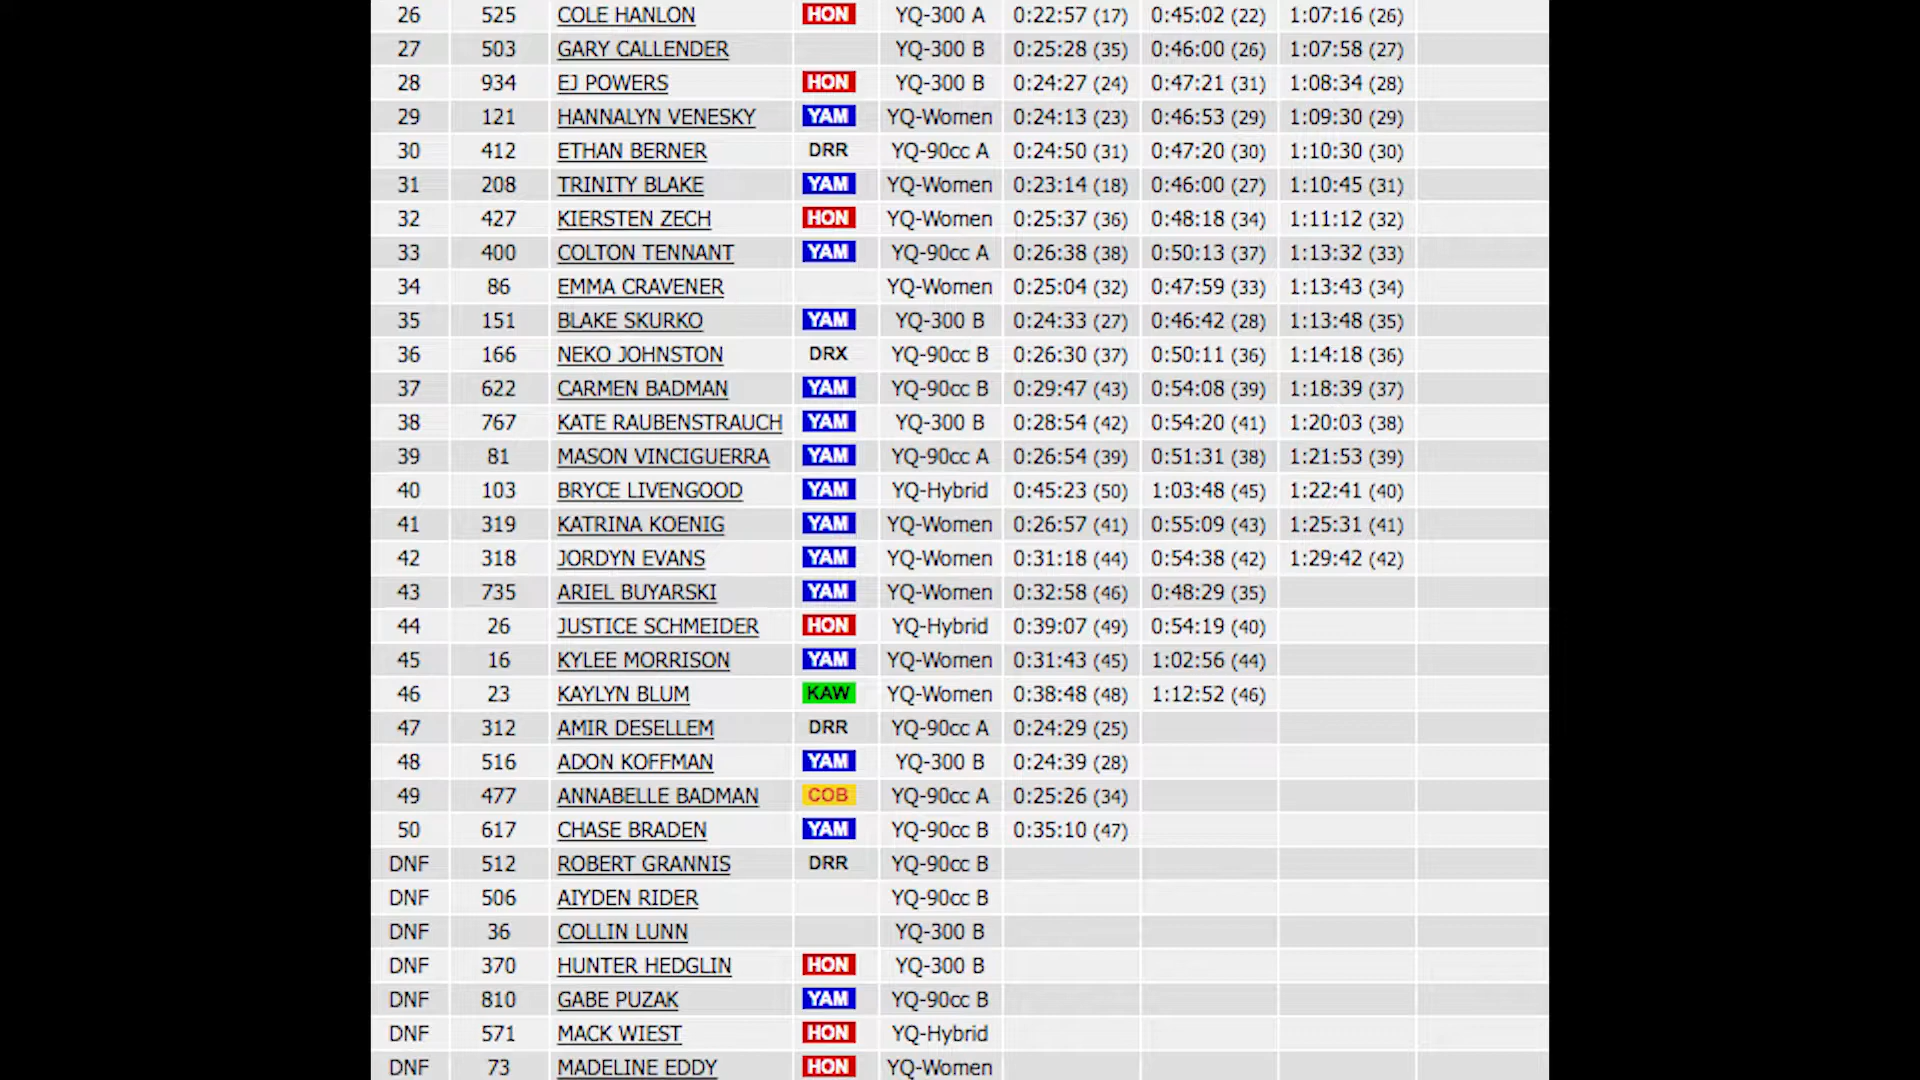 26 525 COLE HANLON HON YQ-300 A 0:22:57 (17) 0:45:02 (22) 1:07:16 (26)
27 503 GARY CALLENDER YQ-300 B 0:25:28 (35) 0:46:00 (26) 1:07:58 (27)
28 934 EJ POWERS HON YQ-300 B 0:24:27 (24) 0:47:21 (31) 1:08:34 (28)
29 121 HANNALYN VENESKY YAM YQ-Women 0:24:13 (23) 0:46:53 (29) 1:09:30 (29)
30 412 ETHAN BERNER DRR YQ-90cc A 0:24:50 (31) 0:47:20 (30) 1:10:30 (30)
31 208 TRINITY BLAKE YAM YQ-Women 0:23:14 (18) 0:46:00 (27) 1:10:45 (31)
32 427 KIERSTEN ZECH HON YQ-Women 0:25:37 (36) 0:48:18 (34) 1:11:12 (32)
33 400 COLTON TENNANT YAM YQ-90cc A 0:26:38 (38) 0:50:13 (37) 1:13:32 (33)
34 86 EMMA CRAVENER YQ-Women 0:25:04 (32) 0:47:59 (33) 1:13:43 (34)
35 151 BLAKE SKURKO YAM YQ-300 B 0:24:33 (27) 0:46:42 (28) 1:13:48 (35)
36 166 NEKO JOHNSTON DRX YQ-90cc B 0:26:30 (37) 0:50:11 (36) 1:14:18 (36)
37 622 CARMEN BADMAN YAM YQ-90cc B 0:29:47 (43) 0:54:08 (39) 1:18:39 (37)
38 767 KATE RAUBENSTRAUCH YAM YQ-300 B 0:28:54 (42) 0:54:20 (41) 1:20:03 (38)
39 81 MASON VINCIGUERRA YAM YQ-90cc A 0:26:54 (39) 0:51:31 (38) 1:21:53 (39)
40 103 BRYCE LIVENGOOD YAM YQ-Hybrid 0:45:23 (50) 1:03:48 (45) 1:22:41 (40)
41 319 KATRINA KOENIG YAM YQ-Women 0:26:57 (41) 0:55:09 (43) 1:25:31 (41)
42 318 JORDYN EVANS YAM YQ-Women 0:31:18 (44) 0:54:38 (42) 1:29:42 (42)
43 735 ARIEL BUYARSKI YAM YQ-Women 0:32:58 (46) 0:48:29 (35)
44 26 JUSTICE SCHMEIDER HON YQ-Hybrid 0:39:07 (49) 0:54:19 (40)
45 16 KYLEE MORRISON YAM YQ-Women 0:31:43 (45) 1:02:56 (44)
46 23 KAYLYN BLUM KAW YQ-Women 0:38:48 (48) 1:12:52 (46)
47 312 AMIR DESELLEM DRR YQ-90cc A 0:24:29 (25)
48 516 ADON KOFFMAN YAM YQ-300 B 0:24:39 (28)
49 477 ANNABELLE BADMAN COB YQ-90cc A 0:25:26 (34)
50 617 CHASE BRADEN YAM YQ-90cc B 0:35:10 (47)
DNF 512 ROBERT GRANNIS DRR YQ-90cc B
DNF 506 AIYDEN RIDER YQ-90cc B
DNF 36 COLLIN LUNN YQ-300 B
DNF 370 HUNTER HEDGLIN HON YQ-300 B
DNF 810 GABE PUZAK YAM YQ-90cc B
DNF 571 MACK WIEST HON YQ-Hybrid
DNF 73 MADELINE EDDY HON YQ-Women